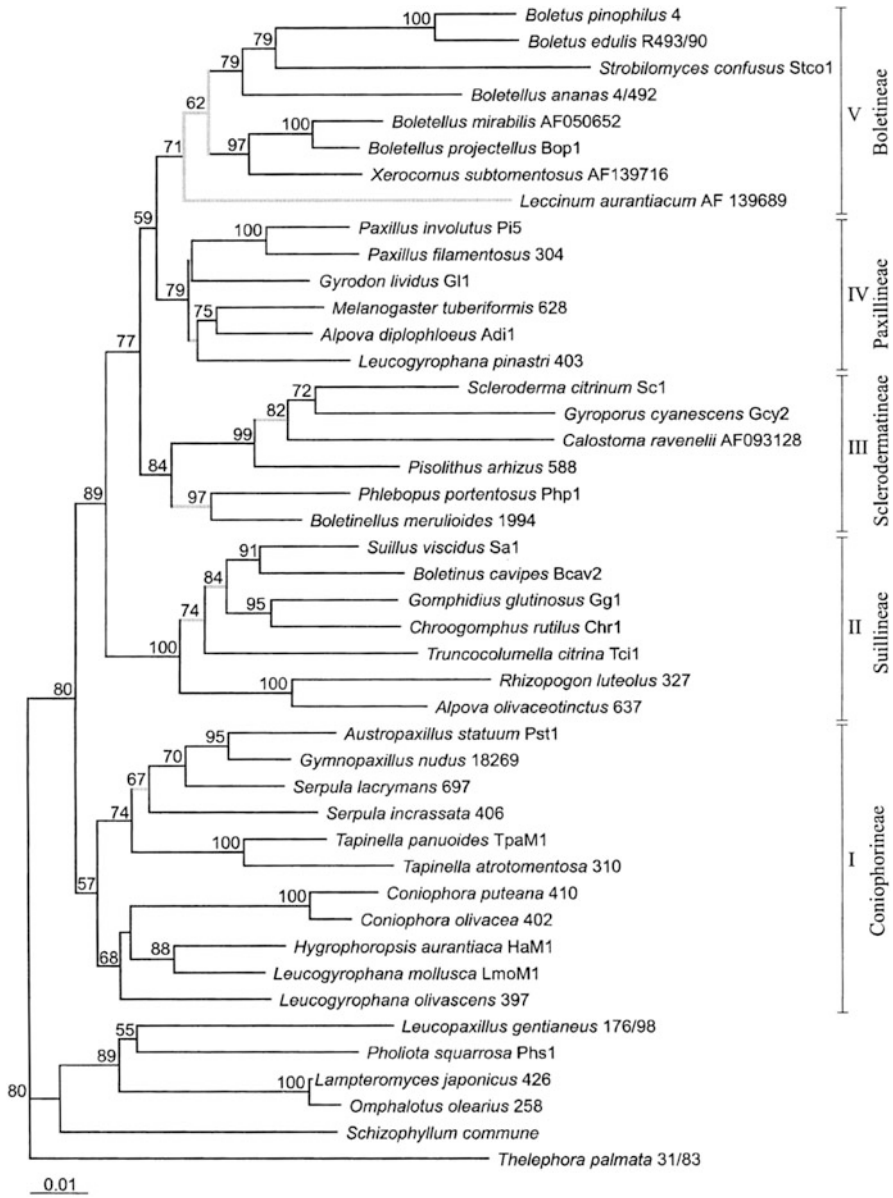 Boletus pinophilus 4
100
Boletus edulis R493/90
79
Strobilomyces confusus Stco1
79
Boletellus ananas 4/492
62
Boletellus mirabilis AF050652
100
97
Boletellus projectellus Bop1
71
Xerocomus subtomentosus AF139716
Leccinum aurantiacum AF 139689
V
Boletineae
59
Paxillus involutus Pi5
100
Paxillus filamentosus 304
Gyrodon lividus Gl1
79
Melanogaster tuberiformis 628
75
Alpova diplophloeus Adi1
Leucogyrophana pinastri 403
IV
Paxillineae
77
Scleroderma citrinum Sc1
72
82
Gyroporus cyanescens Gcy2
99
Calostoma ravenelii AF093128
Pisolithus arhizus 588
84
Phlebopus portentosus Php1
97
Boletinellus merulioides 1994
III
Sclerodermatineae
89
Suillus viscidus Sa1
91
Boletinus cavipes Bcav2
84
Gomphidius glutinosus Gg1
95
74
Chroogomphus rutilus Chr1
Truncocolumella citrina Tci1
100
Rhizopogon luteolus 327
100
Alpova olivaceotinctus 637
II
Suillineae
80
Austropaxillus statuum Pst1
95
Gymnopaxillus nudus 18269
70
Serpula lacrymans 697
67
Serpula incrassata 406
74
Tapinella panuoides TpaM1
100
Tapinella atrotomentosa 310
57
Coniophora puteana 410
100
Coniophora olivacea 402
Hygrophoropsis aurantiaca HaM1
88
68
Leucogyrophana mollusca LmoM1
Leucogyrophana olivascens 397
I
Coniophorineae
Leucopaxillus gentianeus 176/98
55
Pholiota squarrosa Phs1
89
Lampteromyces japonicus 426
100
Omphalotus olearius 258
80
Schizophyllum commune
Thelephora palmata 31/83
0.01